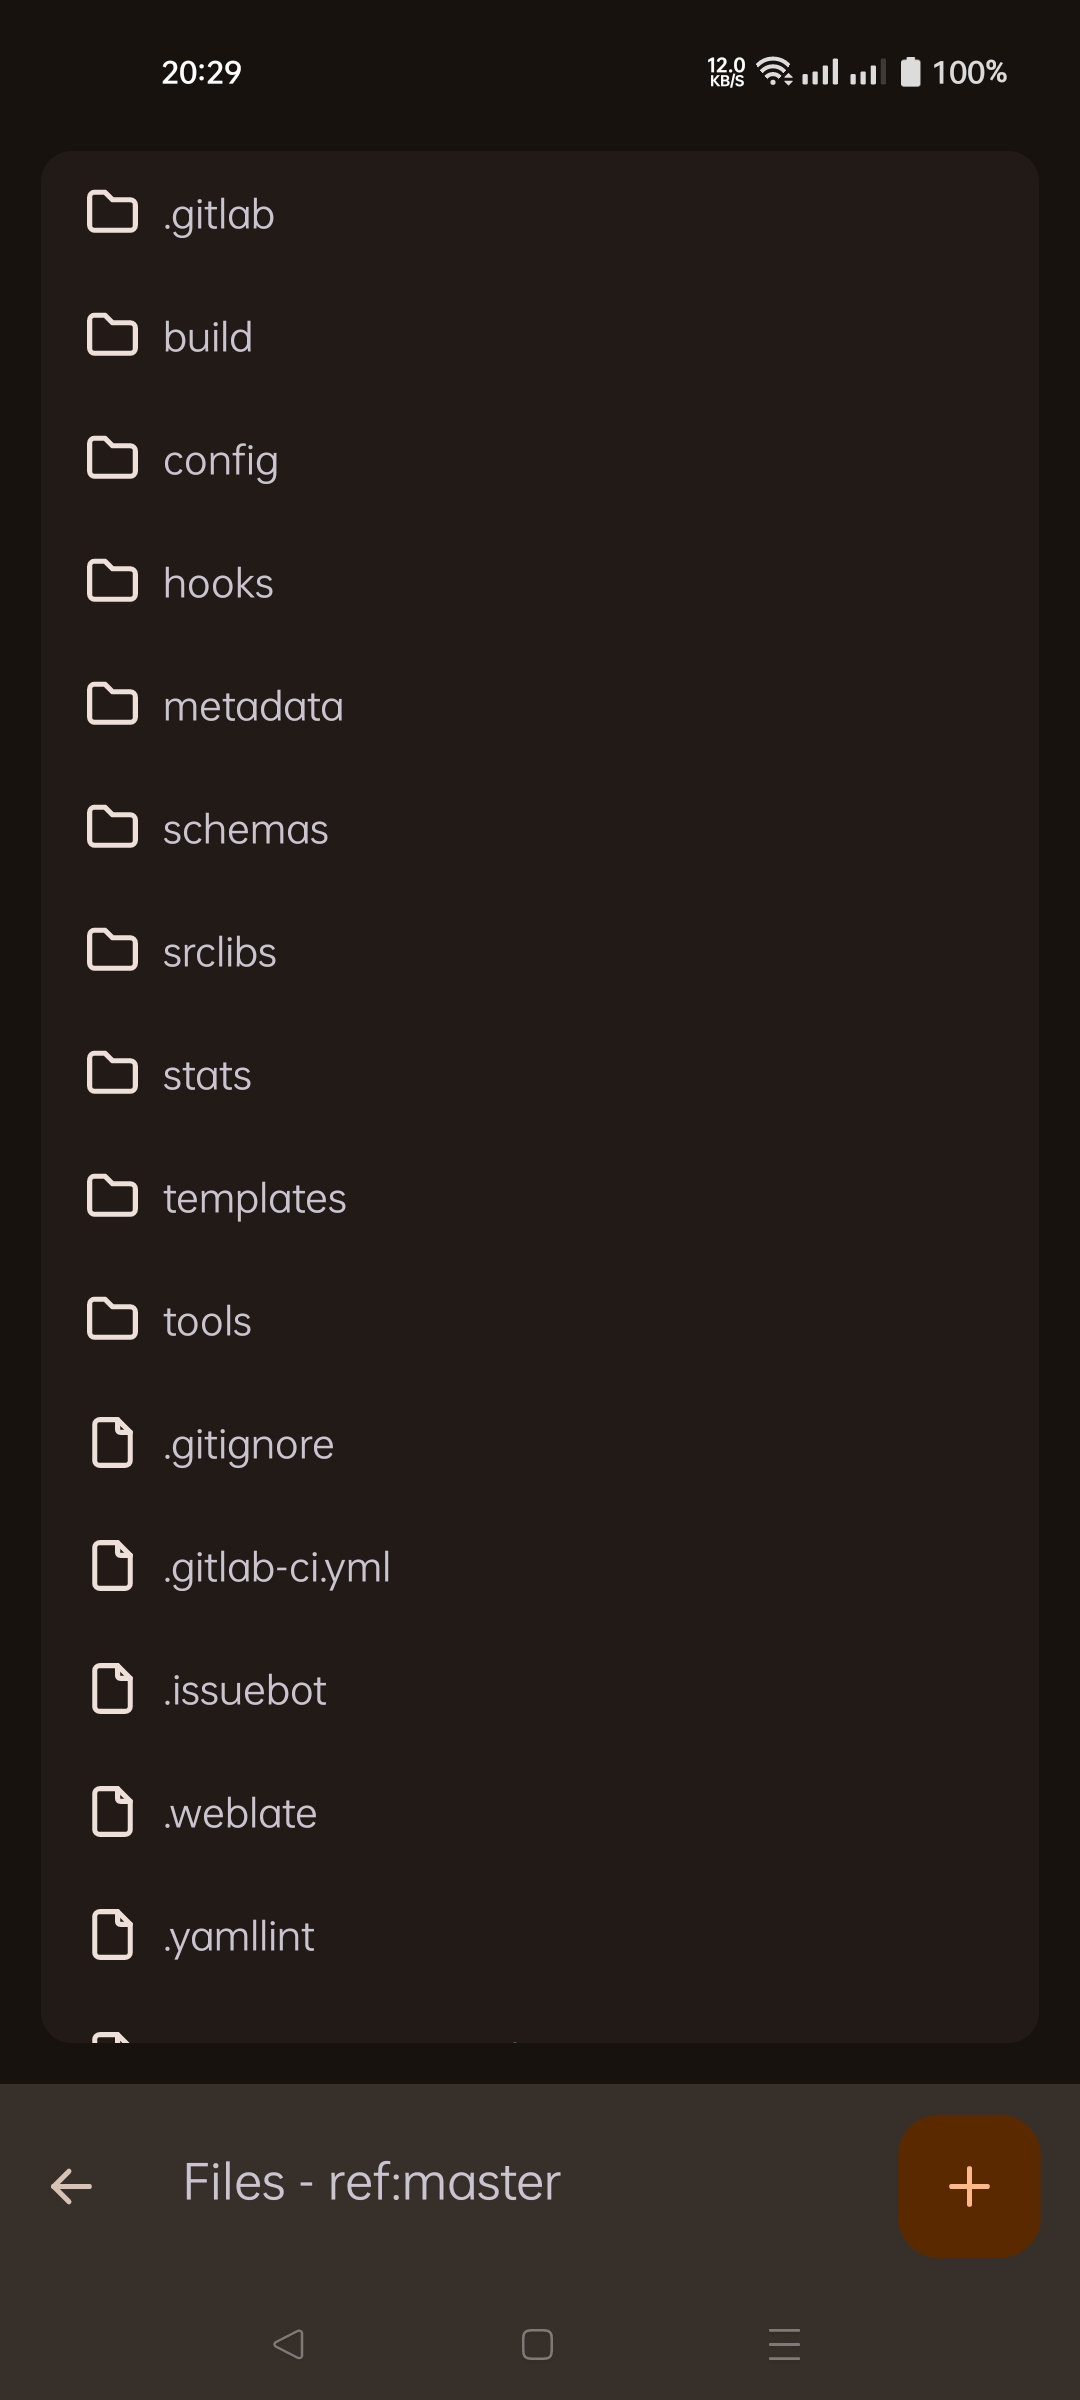 20:29
12.0
KB/S
100%
.gitlab
build
config
hooks
metadata
schemas
srclibs
stats
templates
tools
.gitignore
.gitlab-ci.yml
.issuebot
.weblate
.yamllint
Files - ref:master